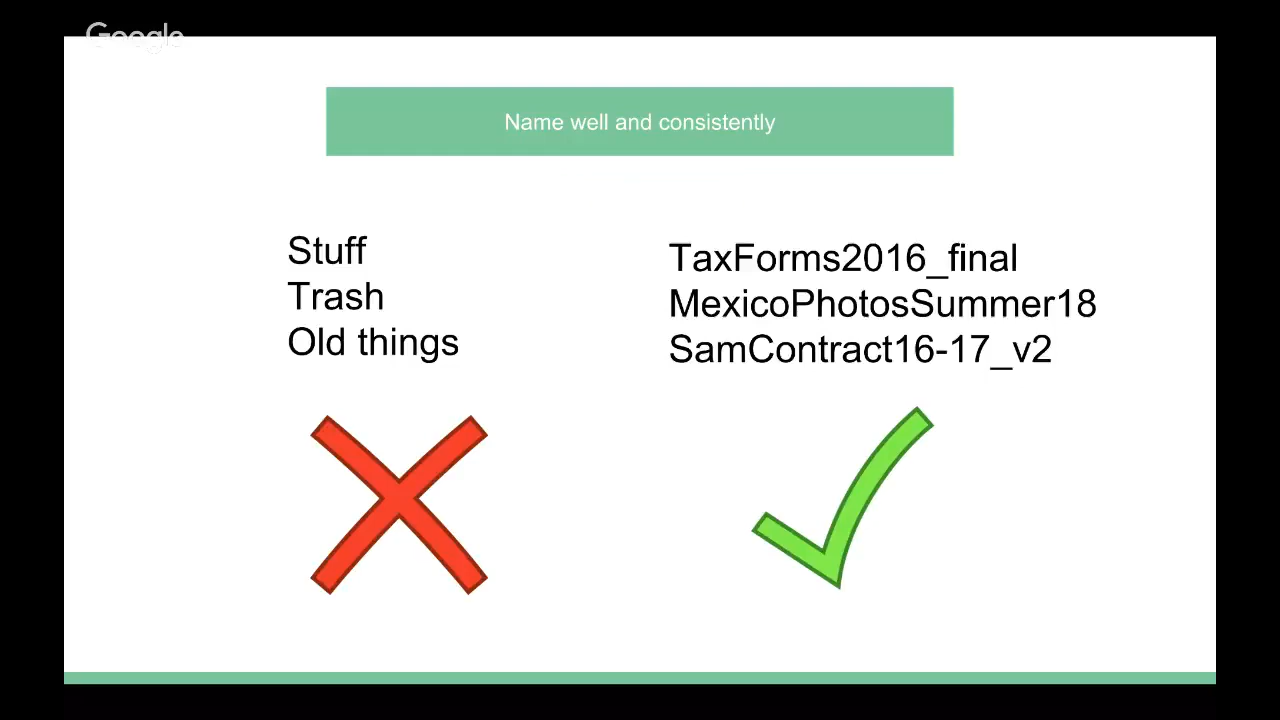 Google
Name well and consistently
Stuff
Trash
Old things
TaxForms2016_final
MexicoPhotosSummer18
SamContract16-17_v2